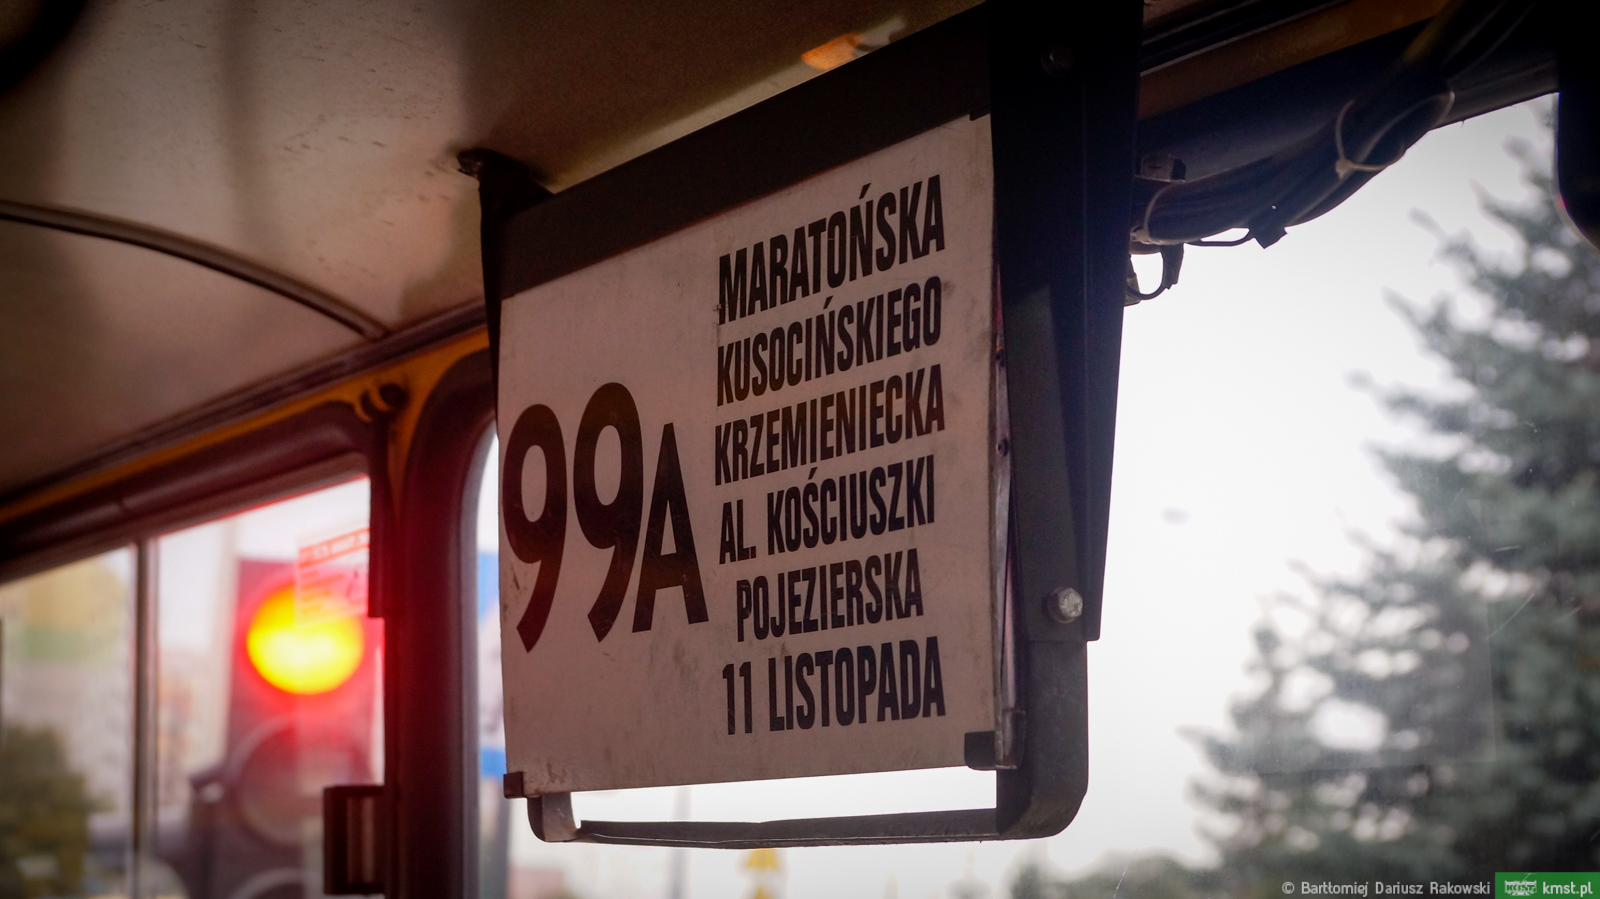 99A
MARATOŃSKA
KUSOCIŃSKIEGO
KRZEMIENIECKA
AL. KOŚCIUSZKI
POJEZIERSKA
11 LISTOPADA
© Bartłomiej Dariusz Rakowski
kmst.pl